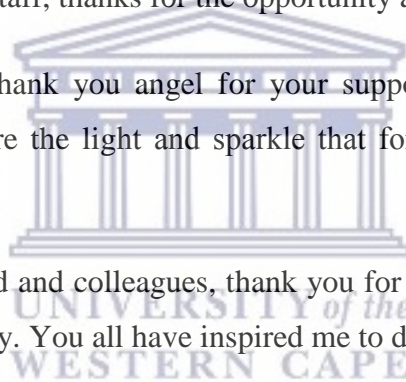 staff, thanks for the opportunity a
hank you angel for your suppo
re the light and sparkle that for
d and colleagues, thank you for
UNIVERSITY of the
y. You all have inspired me to d
WESTERN CAPE